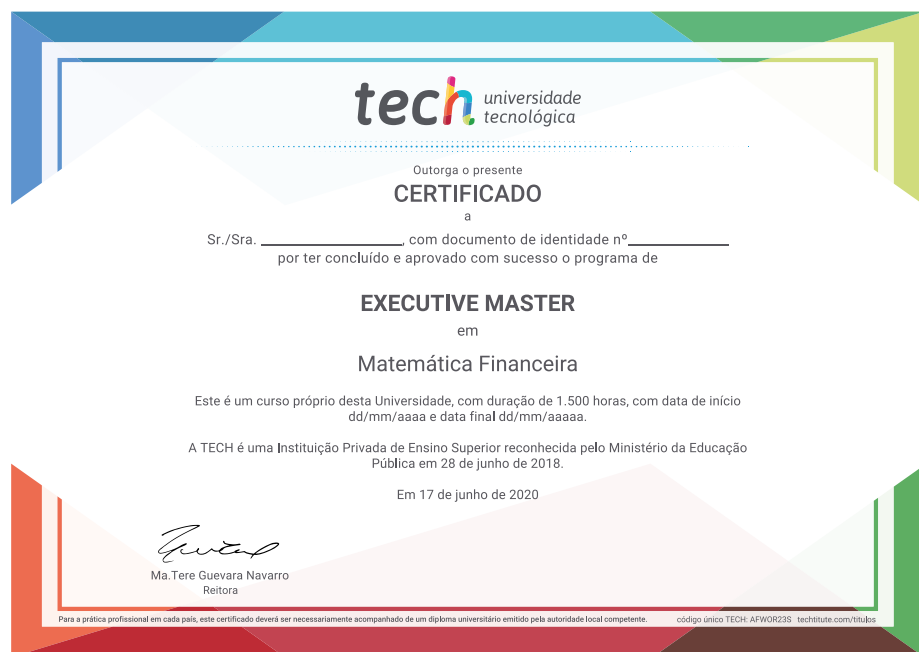 tech universidade
tecnológica
Outorga o presente
CERTIFICADO
a
Sr./Sra. ________________, com documento de identidade nº____________
por ter concluído e aprovado com sucesso o programa de
EXECUTIVE MASTER
em
Matemática Financeira
Este é um curso próprio desta Universidade, com duração de 1.500 horas, com data de início
dd/mm/aaaa e data final dd/mm/aaaaa.
A TECH é uma Instituição Privada de Ensino Superior reconhecida pelo Ministério da Educação
Pública em 28 de junho de 2018.
Em 17 de junho de 2020
Ma.Tere Guevara Navarro
Reitora
Para a prática profissional em cada país, este certificado deverá ser necessariamente acompanhado de um diploma universitário emitido pela autoridade local competente. código único TECH: AFWOR23S techtitute.com/titulos